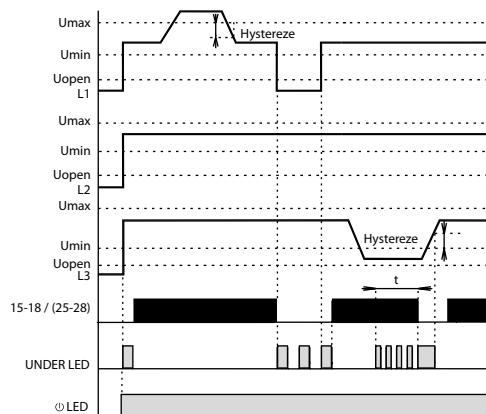 Umax
Hystereze
Umin
Uopen
L1
Umax
Umin
Uopen
L2
Umax
Hystereze
Umin
Uopen
L3
t
15-18 / (25-28)
UNDER LED
⏻ LED